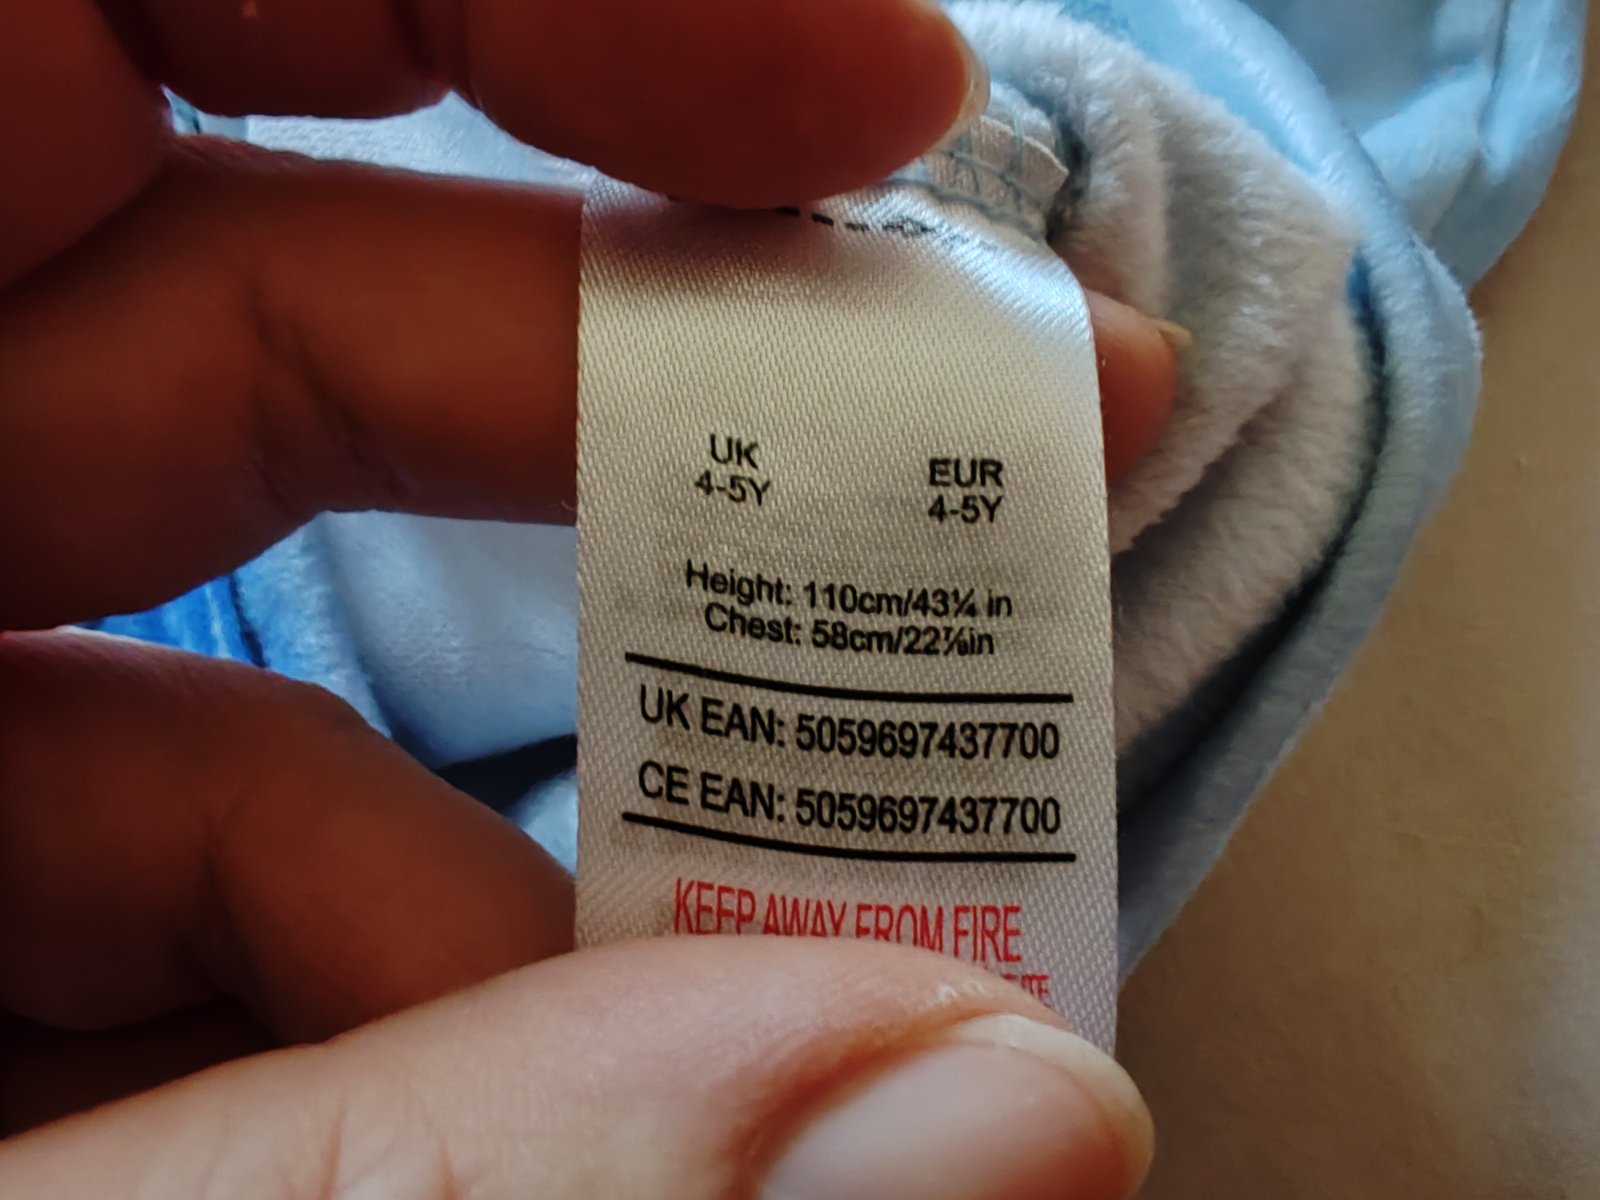 UK
4-5Y
EUR
4-5Y
Height: 110cm/43¼ in
Chest: 58cm/22⅞in
UK EAN: 5059697437700
CE EAN: 5059697437700
KEEP AWAY FROM FIRE